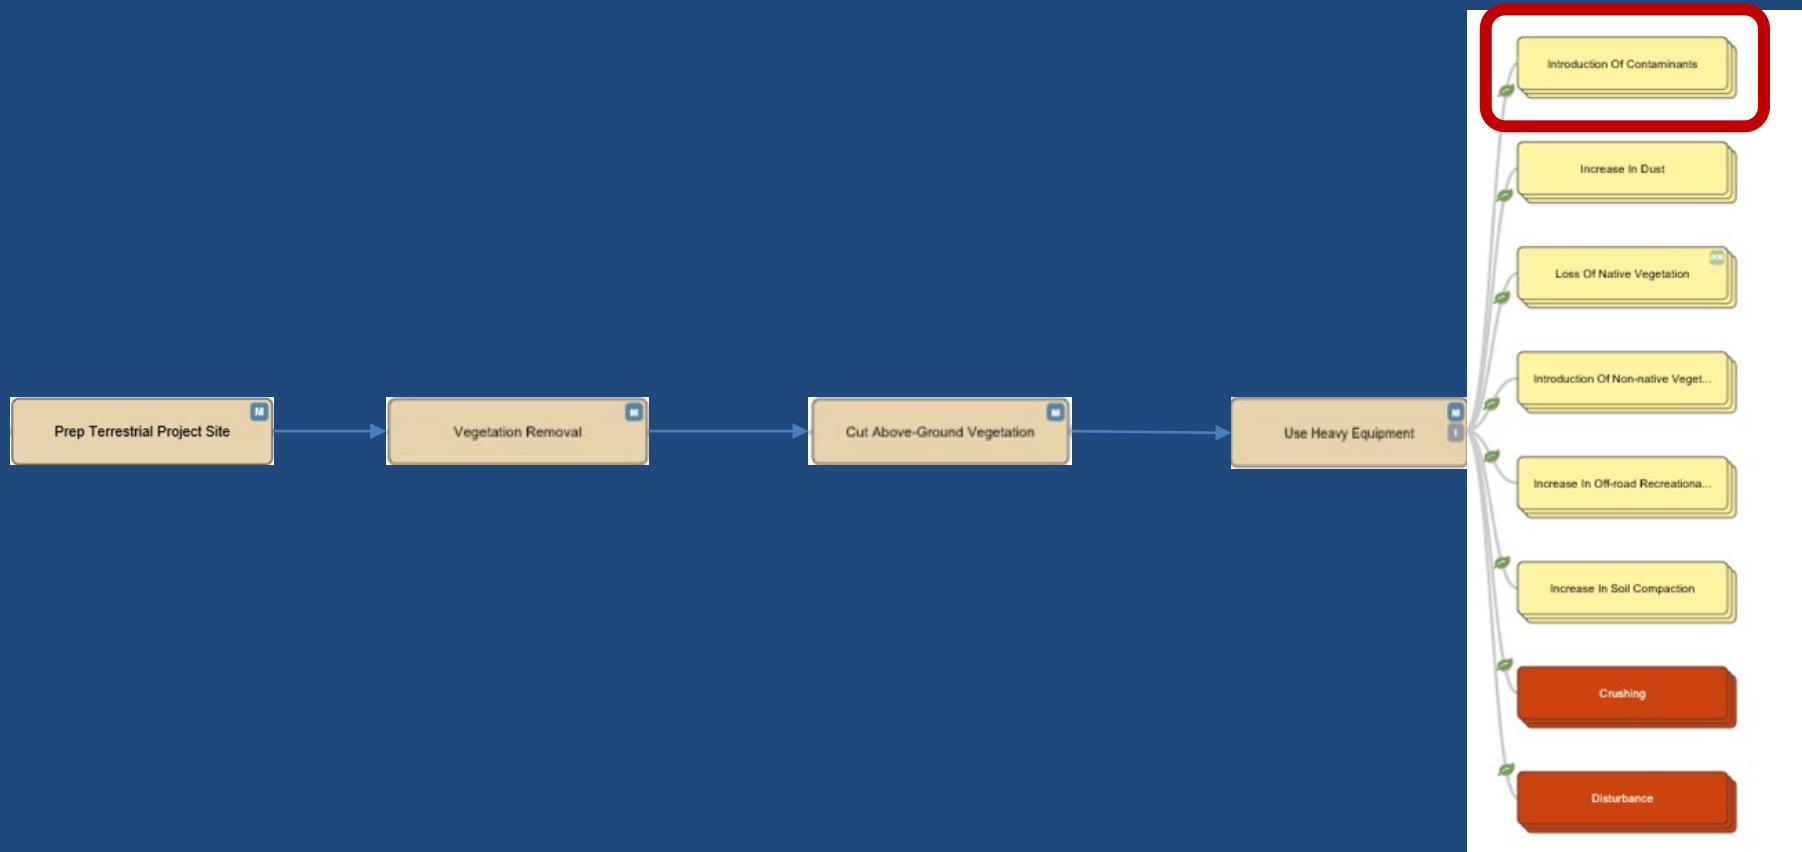 Prep Terrestrial Project Site
M
Vegetation Removal
M
Cut Above-Ground Vegetation
M
Use Heavy Equipment
M
I
Introduction Of Contaminants
Increase In Dust
Loss Of Native Vegetation
Introduction Of Non-native Veget...
Increase In Off-road Recreationa...
Increase In Soil Compaction
Crushing
Disturbance